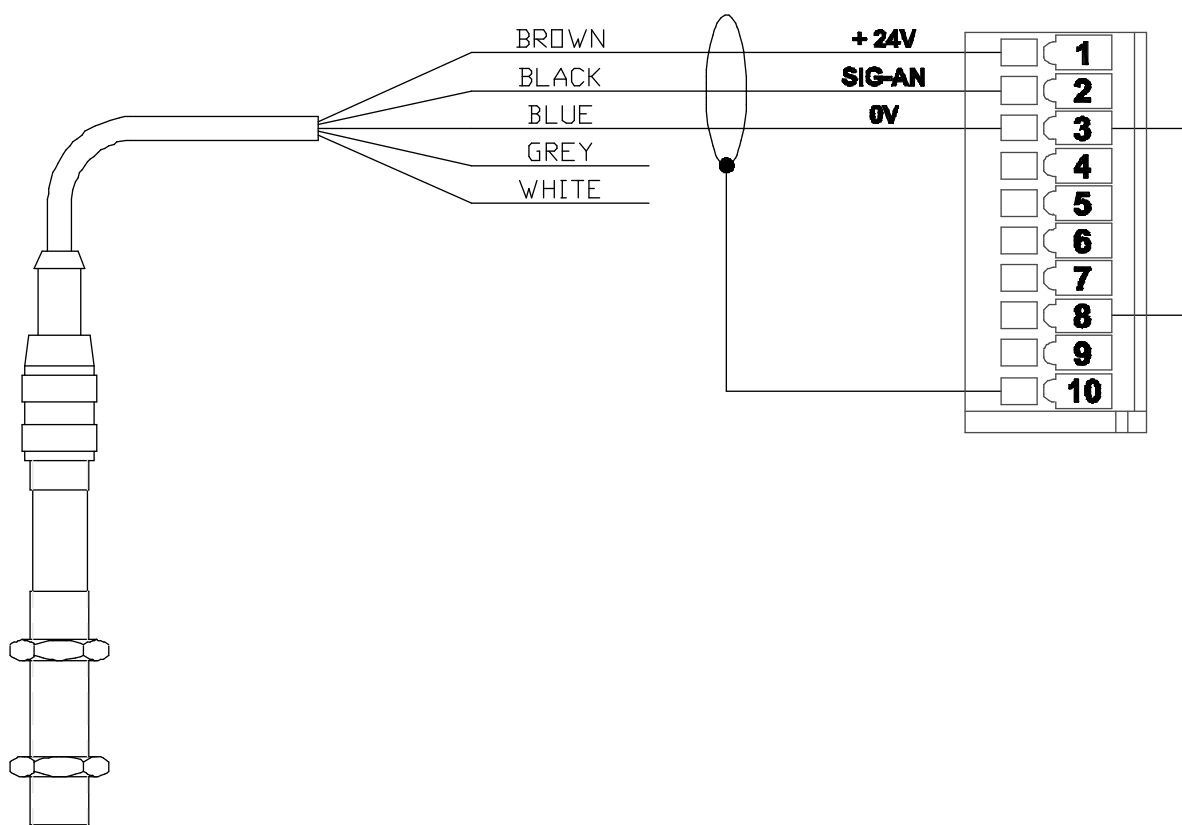 BROWN + 24V 1
BLACK SIG-AN 2
BLUE 0V 3
GREY 4
WHITE 5
6
7
8
9
10